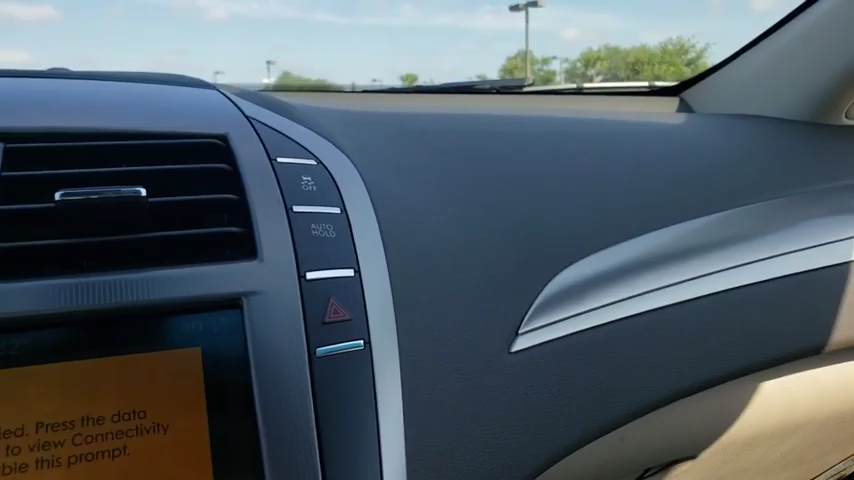 OFF
AUTO
HOLD
led. Press the data
to view Connectivity
ble this prompt.